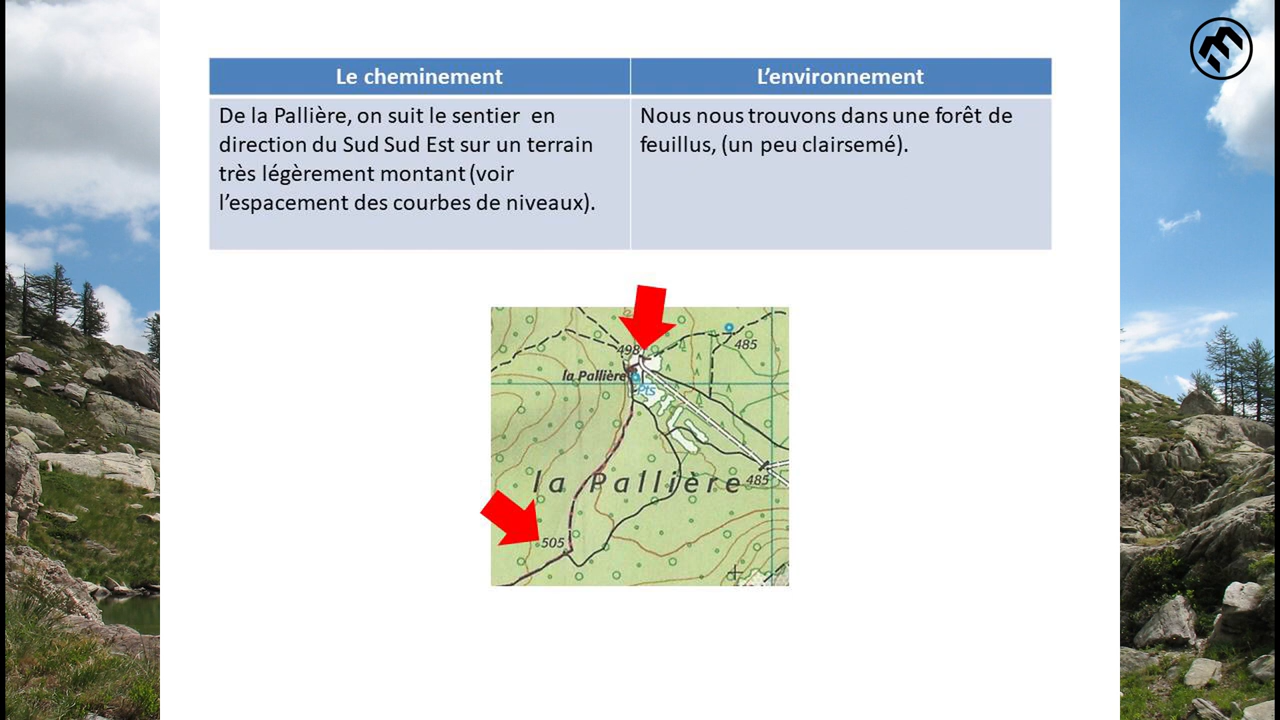 Le cheminement
L'environnement
De la Pallière, on suit le sentier en
direction du Sud Sud Est sur un terrain
très légèrement montant (voir
l'espacement des courbes de niveaux).
Nous nous trouvons dans une forêt de
feuillus, (un peu clairsemé).
498
485
la Pallière
Pts
la Pallière
485
505